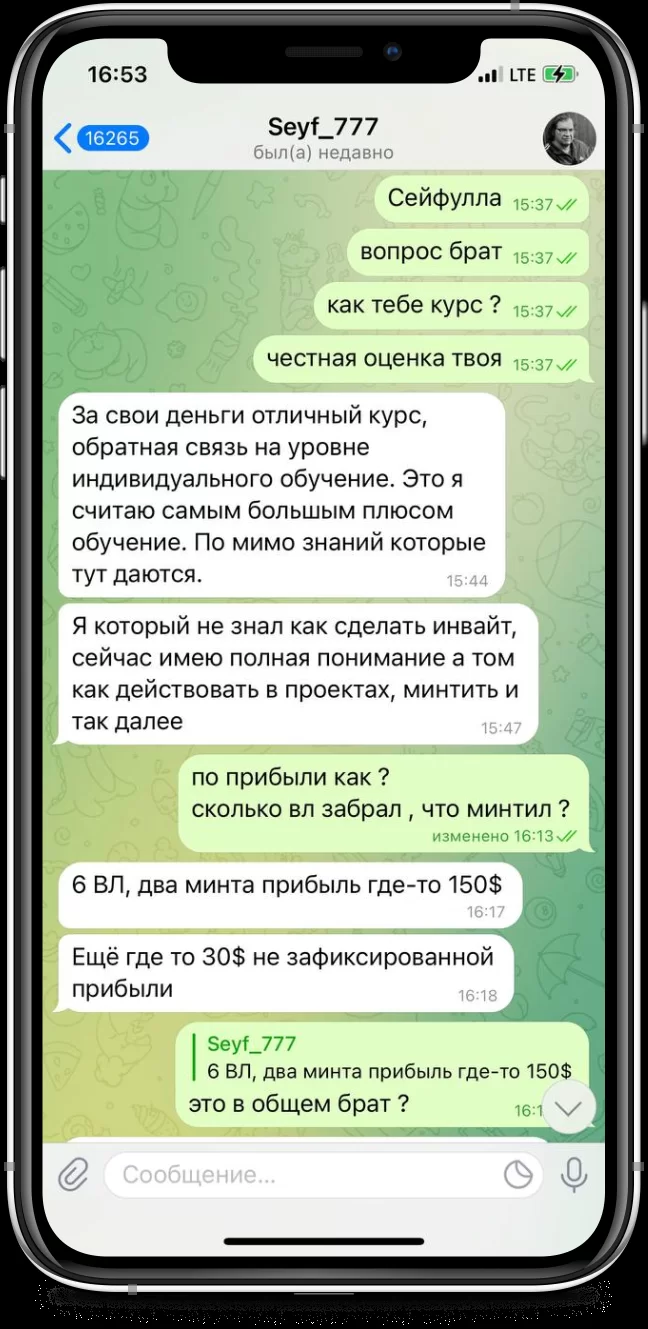 16:53
LTE
16265
Seyf_777
был(а) недавно
Сейфулла 15:37
вопрос брат 15:37
как тебе курс ? 15:37
честная оценка твоя 15:37
За свои деньги отличный курс,
обратная связь на уровне
индивидуального обучение. Это я
считаю самым большым плюсом
обучение. По мимо знаний которые
тут даются. 15:44
Я который не знал как сделать инвайт,
сейчас имею полная понимание а том
как действовать в проектах, минтить и
так далее 15:47
по прибыли как ?
сколько вл забрал , что минтил ?
изменено 16:13
6 ВЛ, два минта прибыль где-то 150$
16:17
Ещё где то 30$ не зафиксированной
прибыли 16:18
Seyf_777
6 ВЛ, два минта прибыль где-то 150$
это в общем брат ?
Сообщение...